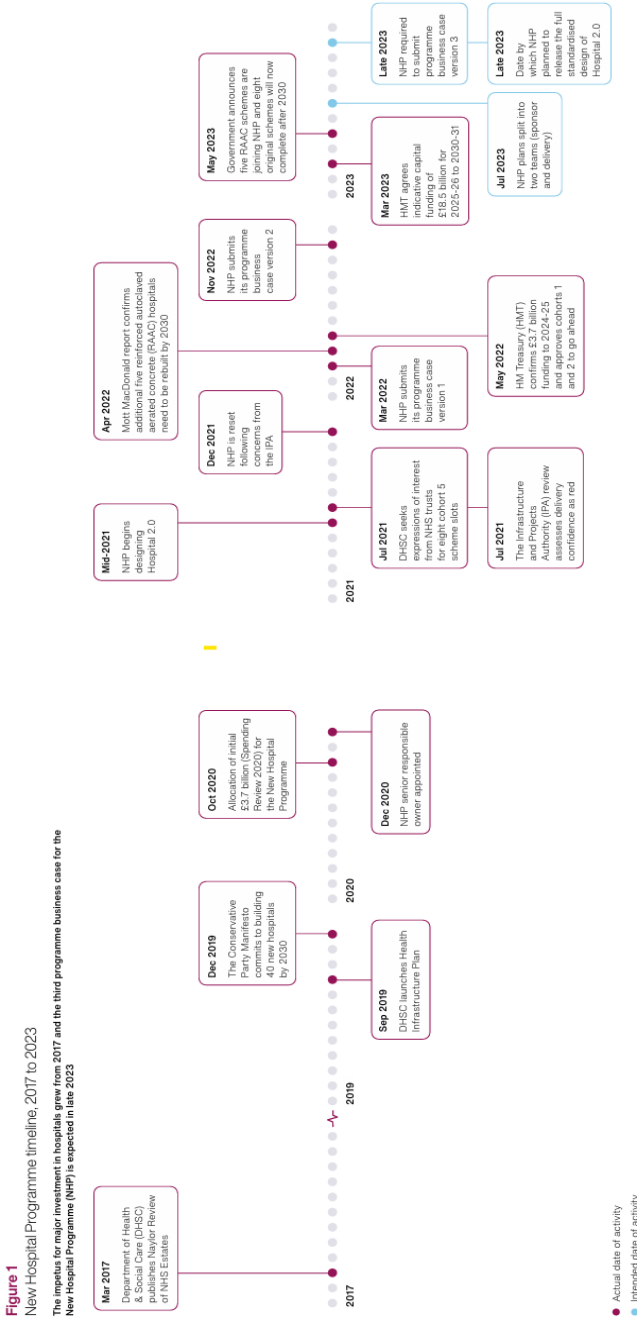 Figure 1
New Hospital Programme timeline, 2017 to 2023
The impetus for major investment in hospitals grew from 2017 and the third programme business case for the
New Hospital Programme (NHP) is expected in late 2023
Mar 2017
Department of Health
& Social Care (DHSC)
publishes Naylor Review
of NHS Estates
Dec 2019
The Conservative
Party Manifesto
commits to building
40 new hospitals
by 2030
Oct 2020
Allocation of initial
£3.7 billion (Spending
Review 2020) for
the New Hospital
Programme
Mid-2021
NHP begins
designing
Hospital 2.0
Dec 2021
NHP is reset
following
concerns from
the IPA
Apr 2022
Mott MacDonald report confirms
additional five reinforced autoclaved
aerated concrete (RAAC) hospitals
need to be rebuilt by 2030
Nov 2022
NHP submits
its programme
business
case version 2
May 2023
Government announces
five RAAC schemes are
joining NHP and eight
original schemes will now
complete after 2030
2017
2019
2020
2021
2022
2023
Sep 2019
DHSC launches Health
Infrastructure Plan
Dec 2020
NHP senior responsible
owner appointed
Jul 2021
DHSC seeks
expressions of interest
from NHS trusts
for eight cohort 5
scheme slots
Jul 2021
The Infrastructure
and Projects
Authority (IPA) review
assesses delivery
confidence as red
Mar 2022
NHP submits
its programme
business case
version 1
May 2022
HM Treasury (HMT)
confirms £3.7 billion
funding to 2024-25
and approves cohorts 1
and 2 to go ahead
Mar 2023
HMT agrees
indicative capital
funding of
£18.5 billion for
2025-26 to 2030-31
Jul 2023
NHP plans split into
two teams (sponsor
and delivery)
Late 2023
NHP required
to submit
programme
business case
version 3
Late 2023
Date by
which NHP
planned to
release the full
standardised
design of
Hospital 2.0
Actual date of activity
Intended date of activity